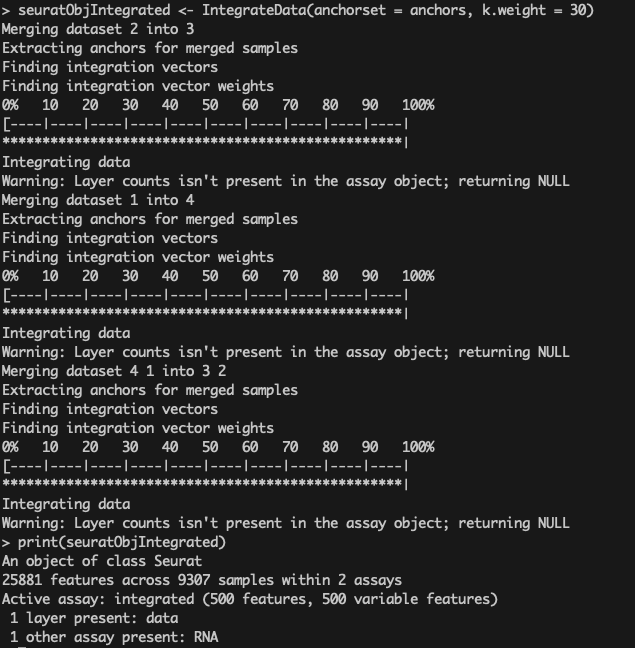 > seuratObjIntegrated <- IntegrateData(anchorset = anchors, k.weight = 30)
Merging dataset 2 into 3
Extracting anchors for merged samples
Finding integration vectors
Finding integration vector weights
0%   10   20   30   40   50   60   70   80   90   100%
[----|----|----|----|----|----|----|----|----|----|
**************************************************|
Integrating data
Warning: Layer counts isn't present in the assay object; returning NULL
Merging dataset 1 into 4
Extracting anchors for merged samples
Finding integration vectors
Finding integration vector weights
0%   10   20   30   40   50   60   70   80   90   100%
[----|----|----|----|----|----|----|----|----|----|
**************************************************|
Integrating data
Warning: Layer counts isn't present in the assay object; returning NULL
Merging dataset 4 1 into 3 2
Extracting anchors for merged samples
Finding integration vectors
Finding integration vector weights
0%   10   20   30   40   50   60   70   80   90   100%
[----|----|----|----|----|----|----|----|----|----|
**************************************************|
Integrating data
Warning: Layer counts isn't present in the assay object; returning NULL
> print(seuratObjIntegrated)
An object of class Seurat
25881 features across 9307 samples within 2 assays
Active assay: integrated (500 features, 500 variable features)
 1 layer present: data
 1 other assay present: RNA